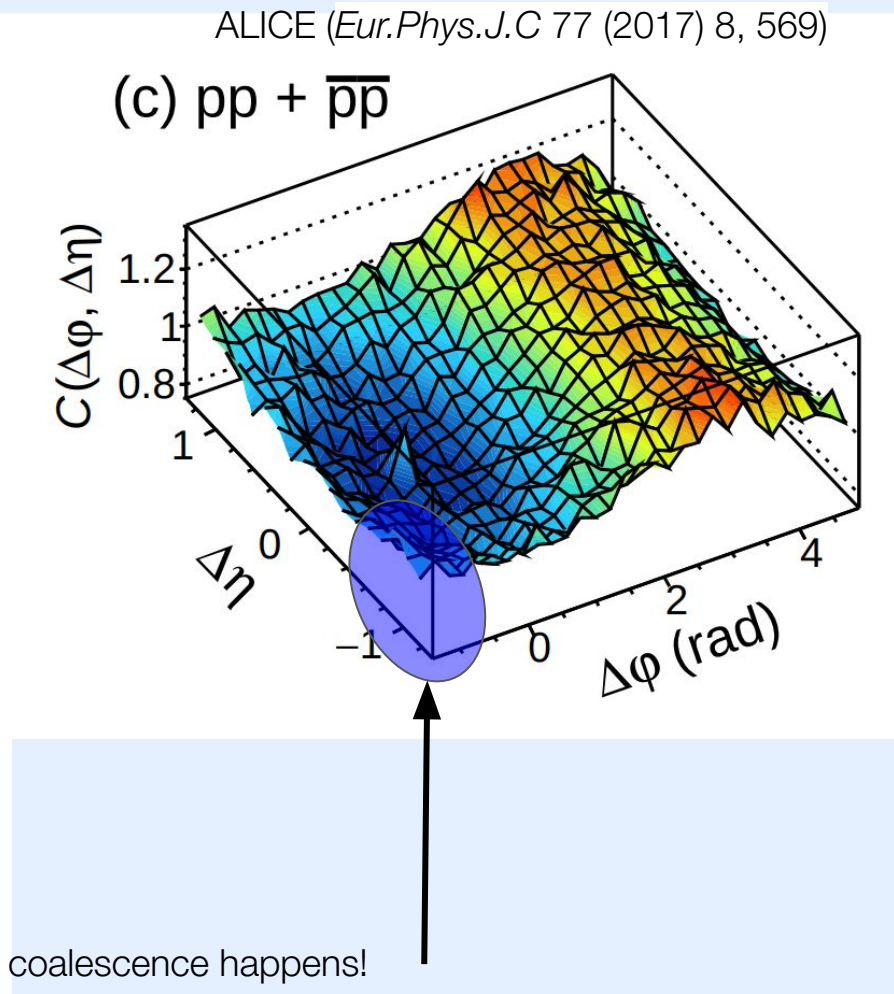 ALICE (Eur.Phys.J.C 77 (2017) 8, 569)
(c) pp + p̅p̅
C(Δφ, Δη)
1.2
1
0.8
1
0
−1
Δη
0
2
4
Δφ (rad)
coalescence happens!